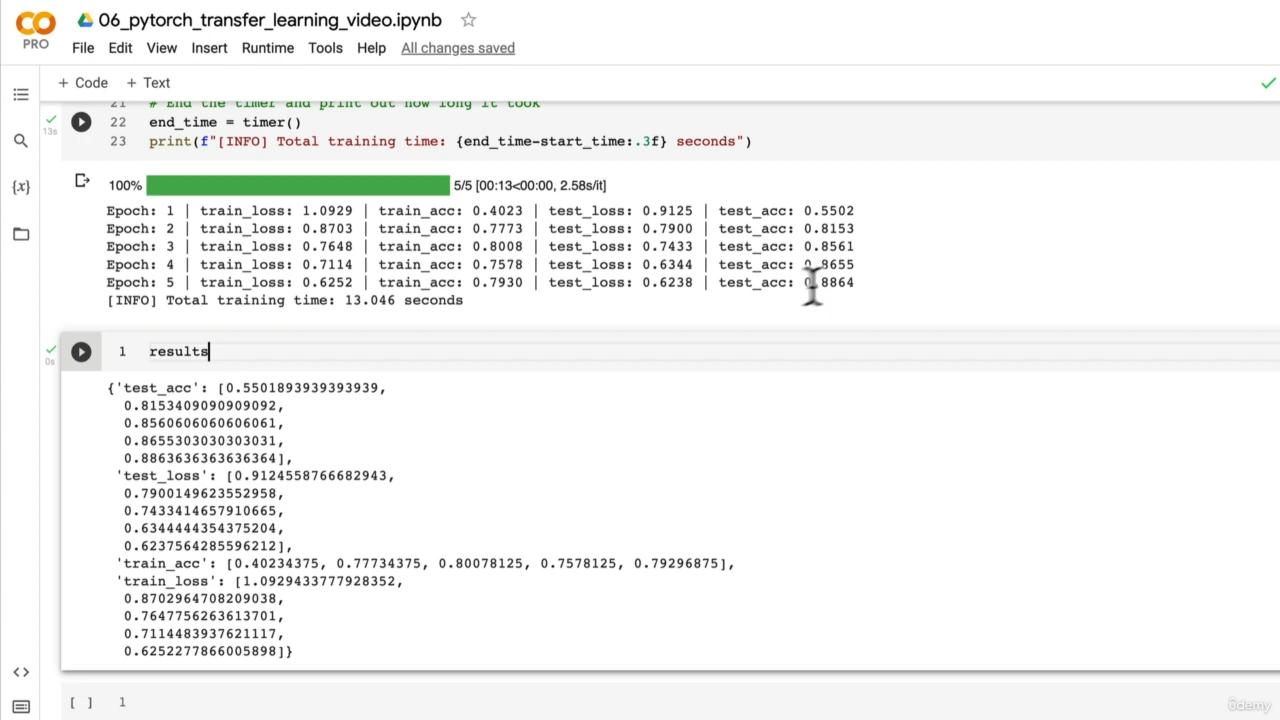 06_pytorch_transfer_learning_video.ipynb
PRO
File Edit View Insert Runtime Tools Help All changes saved
+ Code + Text
21 # End the timer and print out how long it took
13s
22 end_time = timer()
23 print(f"[INFO] Total training time: {end_time-start_time:.3f} seconds")
{x}
100% 5/5 [00:13<00:00, 2.58s/it]
Epoch: 1 | train_loss: 1.0929 | train_acc: 0.4023 | test_loss: 0.9125 | test_acc: 0.5502
Epoch: 2 | train_loss: 0.8703 | train_acc: 0.7773 | test_loss: 0.7900 | test_acc: 0.8153
Epoch: 3 | train_loss: 0.7648 | train_acc: 0.8008 | test_loss: 0.7433 | test_acc: 0.8561
Epoch: 4 | train_loss: 0.7114 | train_acc: 0.7578 | test_loss: 0.6344 | test_acc: 0.8655
Epoch: 5 | train_loss: 0.6252 | train_acc: 0.7930 | test_loss: 0.6238 | test_acc: 0.8864
[INFO] Total training time: 13.046 seconds
1 results
0s
{'test_acc': [0.5501893939393939,
0.8153409090909092,
0.8560606060606061,
0.8655303030303031,
0.8863636363636364],
'test_loss': [0.9124558766682943,
0.7900149623552958,
0.7433414657910665,
0.6344444354375204,
0.6237564285596212],
'train_acc': [0.40234375, 0.77734375, 0.80078125, 0.7578125, 0.79296875],
'train_loss': [1.0929433777928352,
0.8702964708209038,
0.7647756263613701,
0.7114483937621117,
0.6252277866005898]}
<>
[ ] 1
ûdemy